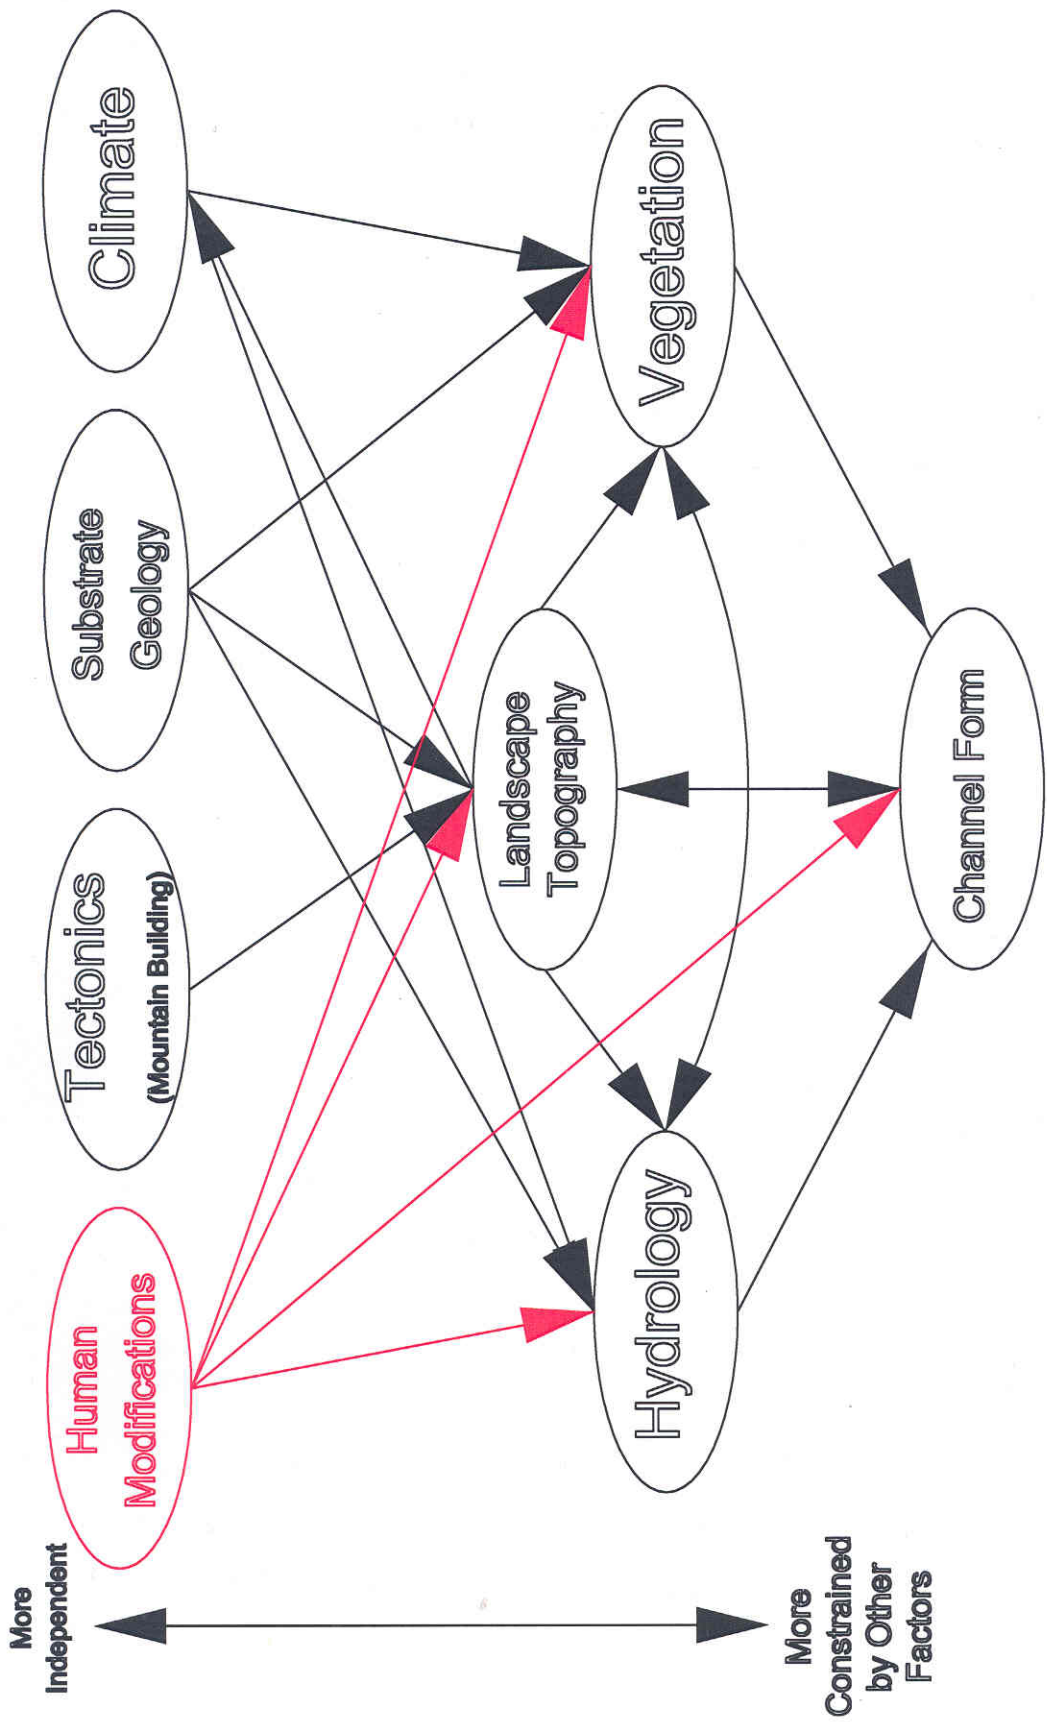 More
Independent
Human
Modifications
Tectonics
(Mountain Building)
Substrate
Geology
Climate
Landscape
Topography
Hydrology
Vegetation
Channel Form
More
Constrained
by Other
Factors